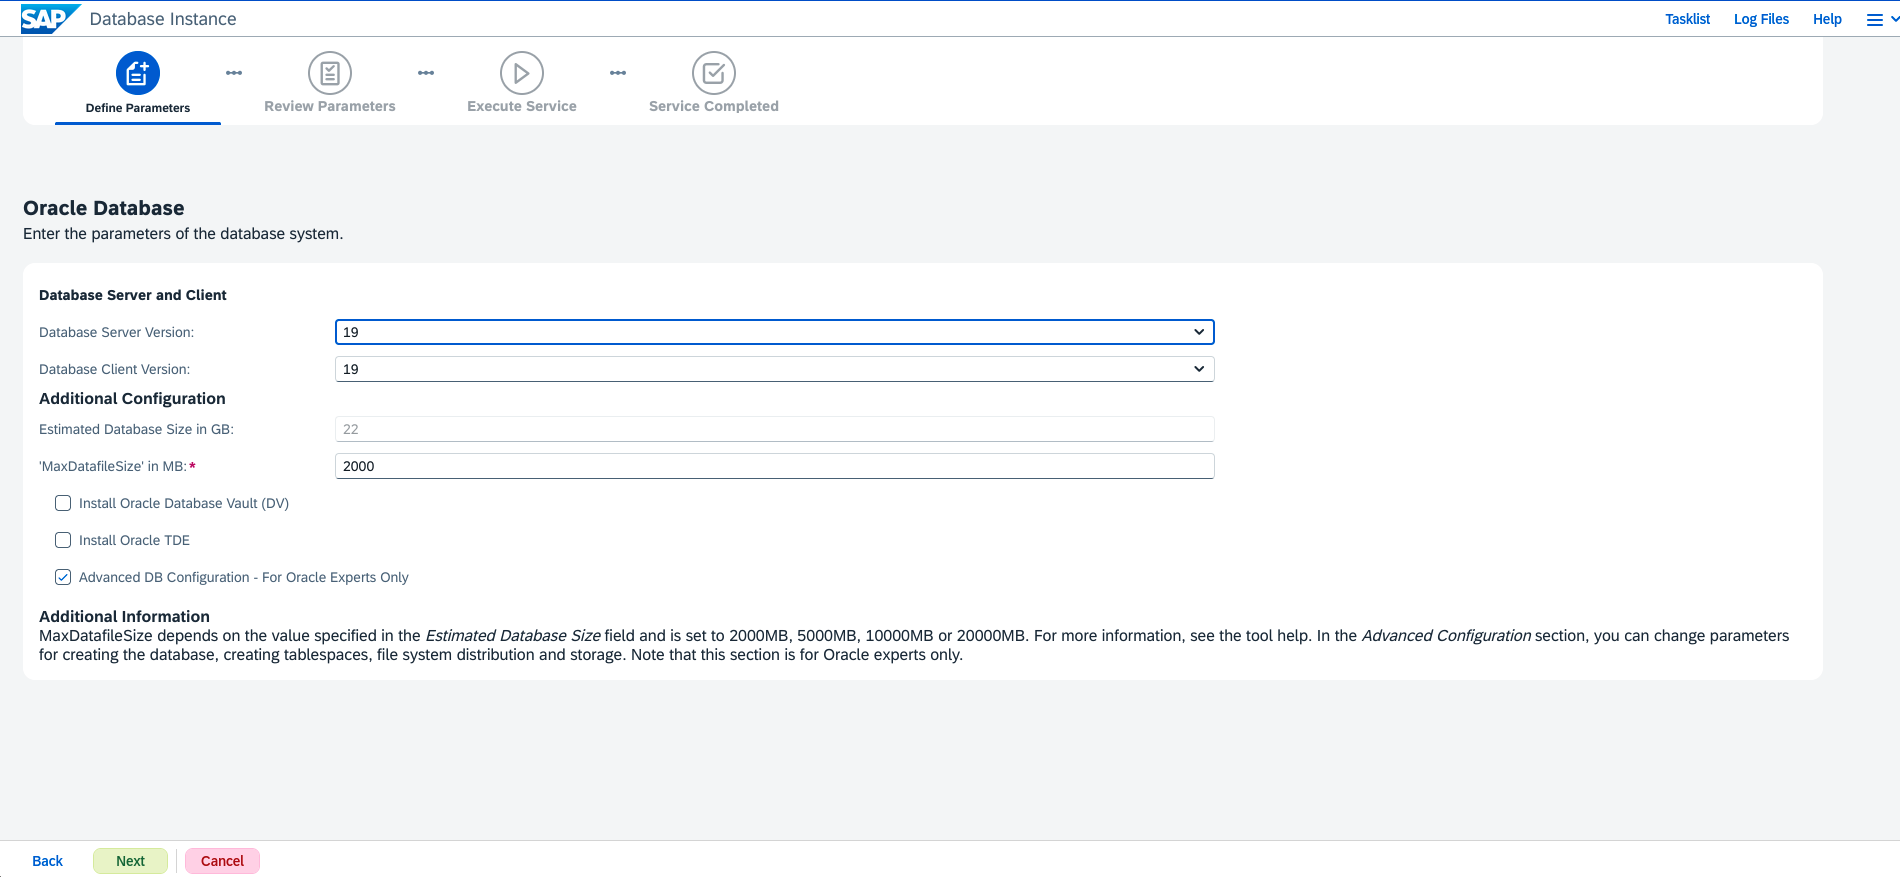 SAP Database Instance Tasklist Log Files Help
Define Parameters Review Parameters Execute Service Service Completed
Oracle Database
Enter the parameters of the database system.
Database Server and Client
Database Server Version: 19
Database Client Version: 19
Additional Configuration
Estimated Database Size in GB: 22
'MaxDatafileSize' in MB:* 2000
Install Oracle Database Vault (DV)
Install Oracle TDE
Advanced DB Configuration - For Oracle Experts Only
Additional Information
MaxDatafileSize depends on the value specified in the Estimated Database Size field and is set to 2000MB, 5000MB, 10000MB or 20000MB. For more information, see the tool help. In the Advanced Configuration section, you can change parameters
for creating the database, creating tablespaces, file system distribution and storage. Note that this section is for Oracle experts only.
Back Next Cancel